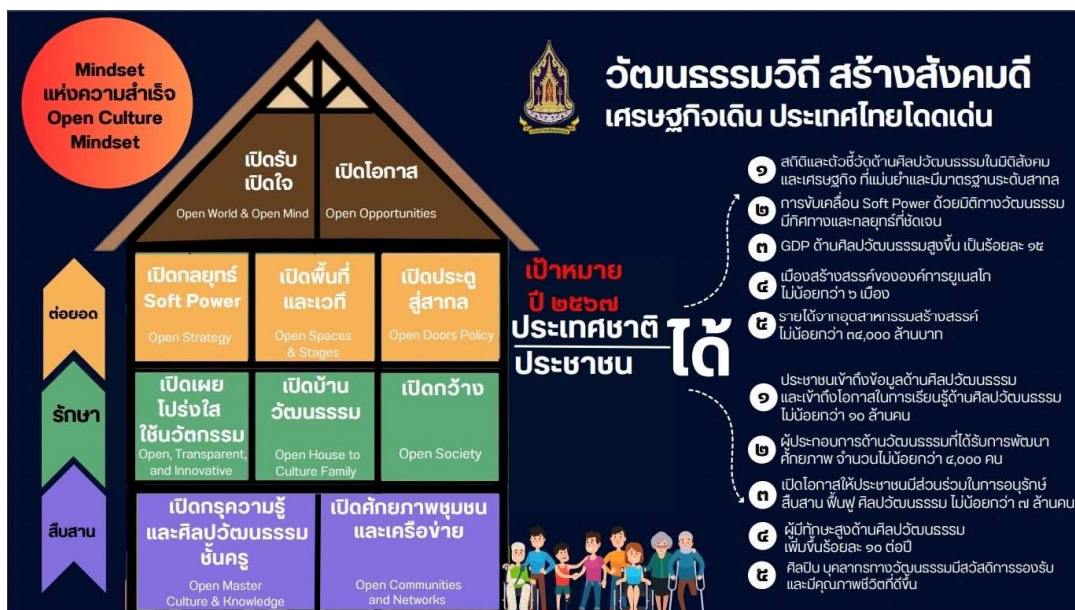 Mindset
แห่งความสำเร็จ
Open Culture
Mindset
เปิดรับ
เปิดใจ
Open World & Open Mind
เปิดโอกาส
Open Opportunities
ต่อยอด
เปิดกลยุทธ์
Soft Power
Open Strategy
เปิดพื้นที่
และเวที
Open Spaces
& Stages
เปิดประตู
สู่สากล
Open Doors Policy
รักษา
เปิดเผย
โปร่งใส
ใช้นวัตกรรม
Open, Transparent,
and Innovative
เปิดบ้าน
วัฒนธรรม
Open House to
Culture Family
เปิดกว้าง
Open Society
สืบสาน
เปิดกรุความรู้
และศิลปวัฒนธรรม
ชั้นครู
Open Master
Culture & Knowledge
เปิดศักยภาพชุมชน
และเครือข่าย
Open Communities
and Networks
วัฒนธรรมวิถี สร้างสังคมดี
เศรษฐกิจเดิน ประเทศไทยโดดเด่น
เป้าหมาย
ปี ๒๕๖๗
ประเทศชาติ
ประชาชน
ได้
๑ สถิติและตัวชี้วัดด้านศิลปวัฒนธรรมในมิติสังคม
และเศรษฐกิจ ที่แม่นยำและมีมาตรฐานระดับสากล
๒ การขับเคลื่อน Soft Power ด้วยมิติทางวัฒนธรรม
มีทิศทางและกลยุทธ์ที่ชัดเจน
๓ GDP ด้านศิลปวัฒนธรรมสูงขึ้น เป็นร้อยละ ๑๕
๔ เมืองสร้างสรรค์ขององค์การยูเนสโก
ไม่น้อยกว่า ๖ เมือง
๕ รายได้จากอุตสาหกรรมสร้างสรรค์
ไม่น้อยกว่า ๓๔,๐๐๐ ล้านบาท
๑ ประชาชนเข้าถึงข้อมูลด้านศิลปวัฒนธรรม
และเข้าถึงโอกาสในการเรียนรู้ด้านศิลปวัฒนธรรม
ไม่น้อยกว่า ๑๐ ล้านคน
๒ ผู้ประกอบการด้านวัฒนธรรมที่ได้รับการพัฒนา
ศักยภาพ จำนวนไม่น้อยกว่า ๔,๐๐๐ คน
๓ เปิดโอกาสให้ประชาชนมีส่วนร่วมในการอนุรักษ์
สืบสาน ฟื้นฟู ศิลปวัฒนธรรม ไม่น้อยกว่า ๗ ล้านคน
๔ ผู้มีทักษะสูงด้านศิลปวัฒนธรรม
เพิ่มขึ้นร้อยละ ๑๐ ต่อปี
๕ ศิลปิน บุคลากรทางวัฒนธรรมมีสวัสดิการรองรับ
และมีคุณภาพชีวิตที่ดีขึ้น